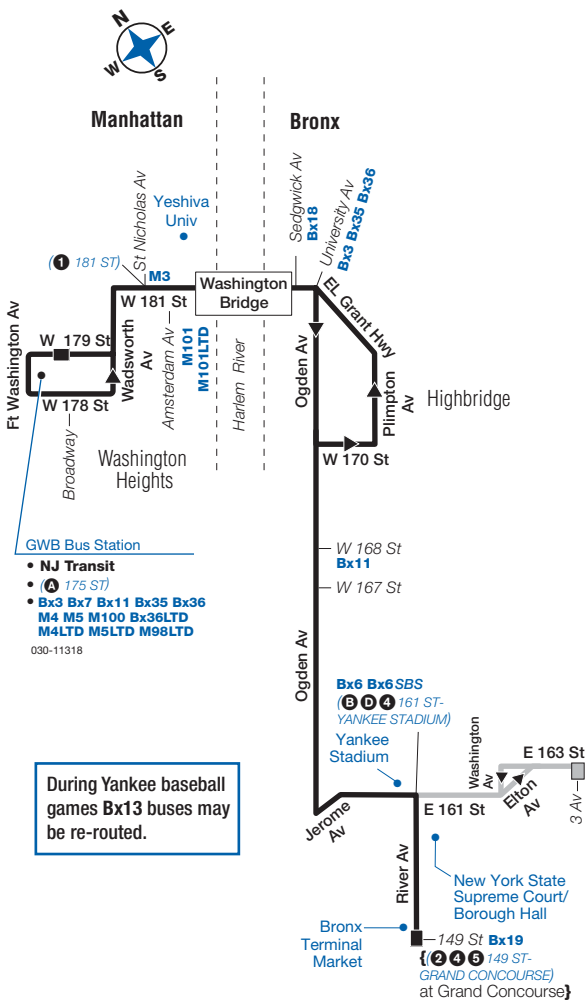 N
E
W
S
Manhattan
Bronx
St Nicholas Av
Yeshiva
Univ
Sedgwick Av
Bx18
University Av
Bx3 Bx35 Bx36
(1 181 ST)
M3
W 181 St
Washington
Bridge
EL Grant Hwy
Ft Washington Av
W 179 St
W 178 St
Wadsworth
Av
Amsterdam Av
M101
M101LTD
Harlem River
Ogden Av
Plimpton
Av
Highbridge
W 170 St
Broadway
Washington
Heights
GWB Bus Station
• NJ Transit
• (A 175 ST)
• Bx3 Bx7 Bx11 Bx35 Bx36
M4 M5 M100 Bx36LTD
M4LTD M5LTD M98LTD
030-11318
W 168 St
Bx11
W 167 St
Ogden Av
Bx6 Bx6SBS
(B D 4 161 ST-
YANKEE STADIUM)
Yankee
Stadium
Washington
Av
E 163 St
Elton
Av
3 Av
E 161 St
Jerome
Av
During Yankee baseball
games Bx13 buses may
be re-routed.
River Av
New York State
Supreme Court/
Borough Hall
Bronx
Terminal
Market
149 St Bx19
{(2 4 5 149 ST-
GRAND CONCOURSE)
at Grand Concourse}